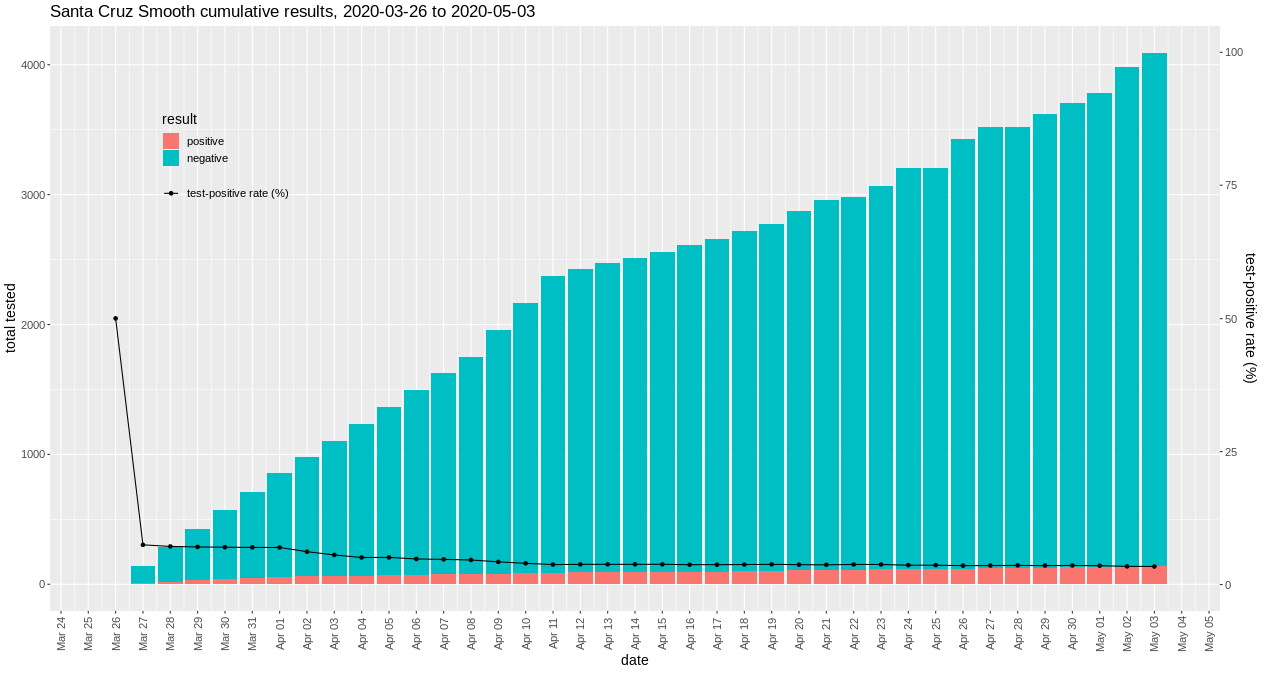 Santa Cruz Smooth cumulative results, 2020-03-26 to 2020-05-03
total tested
4000
3000
2000
1000
0
result
positive
negative
test-positive rate (%)
100
75
50
25
0
test-positive rate (%)
Mar 24
Mar 25
Mar 26
Mar 27
Mar 28
Mar 29
Mar 30
Mar 31
Apr 01
Apr 02
Apr 03
Apr 04
Apr 05
Apr 06
Apr 07
Apr 08
Apr 09
Apr 10
Apr 11
Apr 12
Apr 13
Apr 14
Apr 15
Apr 16
Apr 17
Apr 18
Apr 19
Apr 20
Apr 21
Apr 22
Apr 23
Apr 24
Apr 25
Apr 26
Apr 27
Apr 28
Apr 29
Apr 30
May 01
May 02
May 03
May 04
May 05
date